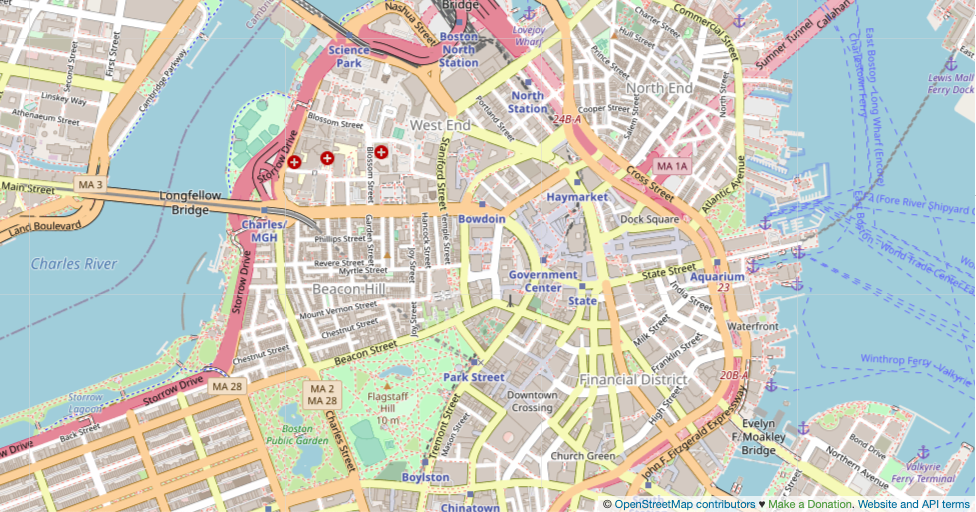 Nashua Street
Bridge
Boston
North
Station
Lovejoy
Wharf
Charter Street
Hull Street
Commercial Street
Prince Street
Sumner Tunnel
Callahan
Science
Park
Second Street
First Street
Cambridge Parkway
Linskey Way
Athenaeum Street
East Boston - Long Wharf (Encore)
Charlestown Ferry
Lewis Mall
Ferry Dock
North
Station
North End
Portland Street
Cooper Street
Salem Street
North Street
24B-A
Blossom Street
West End
Storrow Drive
Blossom Street
Staniford Street
MA 1A
Cross Street
Atlantic Avenue
Main Street
MA 3
Longfellow
Bridge
Land Boulevard
Haymarket
F4 (Fore River Shipyard
Charles/
MGH
Bowdoin
Dock Square
Phillips Street
Garden Street
Hancock Street
Temple Street
Joy Street
Revere Street
Myrtle Street
Charles River
Beacon Hill
Government
Center
State Street
Aquarium
East Boston - World Trade Center
23
State
India Street
Storrow Drive
Mount Vernon Street
Chestnut Street
Joy Street
Milk Street
Waterfront
Chestnut Street
Beacon Street
Franklin Street
Winthrop Ferry - Valkyrie
Park Street
Financial District
20B-A
Storrow Drive
MA 28
MA 2
MA 28
Storrow
Lagoon
Flagstaff
Hill
10 m
Downtown
Crossing
Boston
Public Garden
Charles Street
Tremont Street
Mason Street
High Street
Back Street
Storrow Drive
Evelyn
F. Moakley
Bridge
Bond Drive
Northern Avenue
Church Green
John F. Fitzgerald Expressway
Valkyrie
Ferry Terminal
Boylston
Chinatown
© OpenStreetMap contributors ♥ Make a Donation. Website and API terms